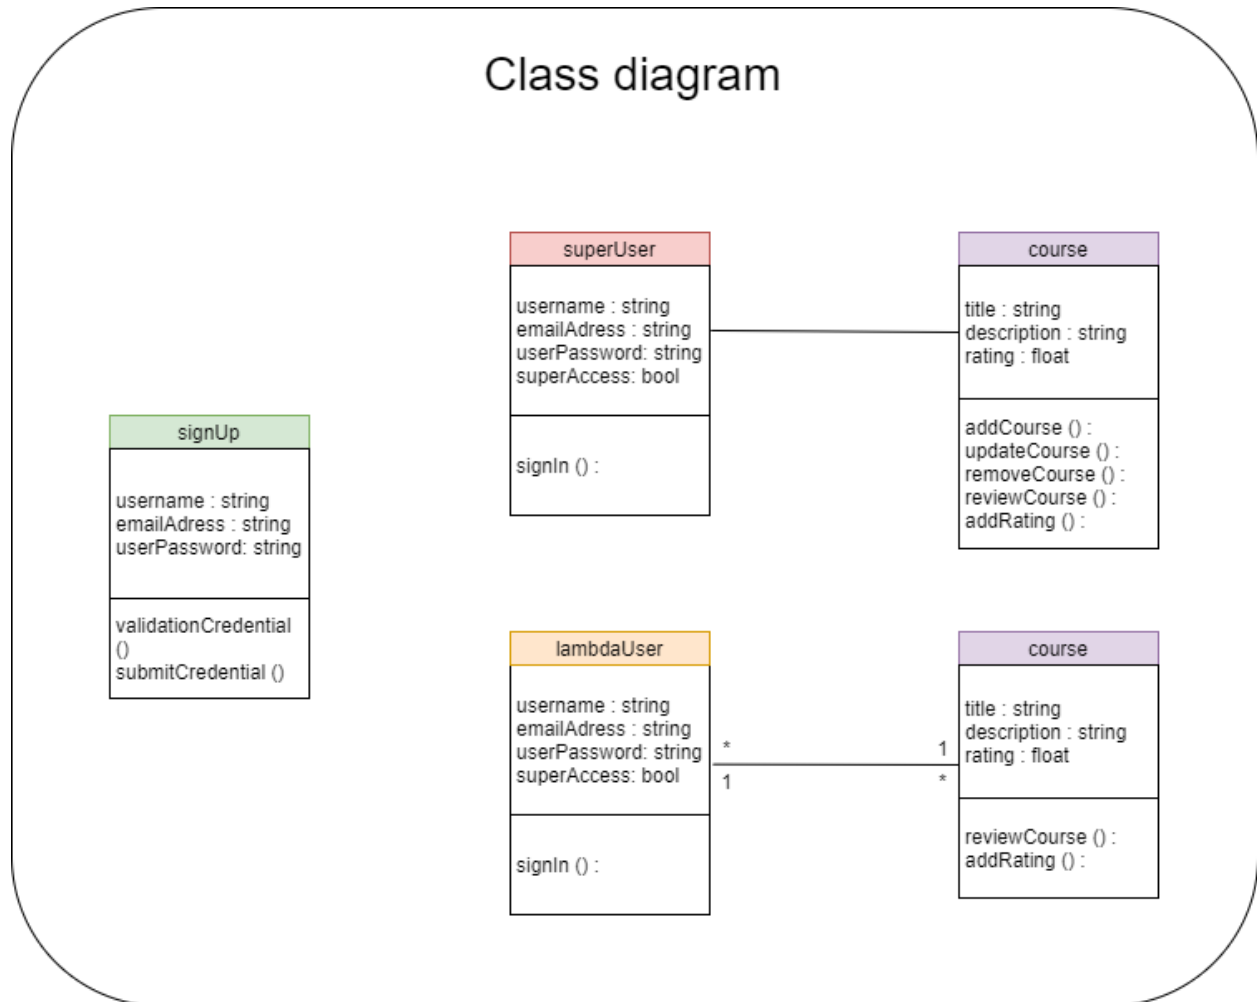 Class diagram
superUser
username : string
emailAdress : string
userPassword: string
superAccess: bool
signIn () :
course
title : string
description : string
rating : float
addCourse () :
updateCourse () :
removeCourse () :
reviewCourse () :
addRating () :
signUp
username : string
emailAdress : string
userPassword: string
validationCredential
()
submitCredential ()
lambdaUser
username : string
emailAdress : string
userPassword: string
superAccess: bool
signIn () :
* 1
1 *
course
title : string
description : string
rating : float
reviewCourse () :
addRating () :